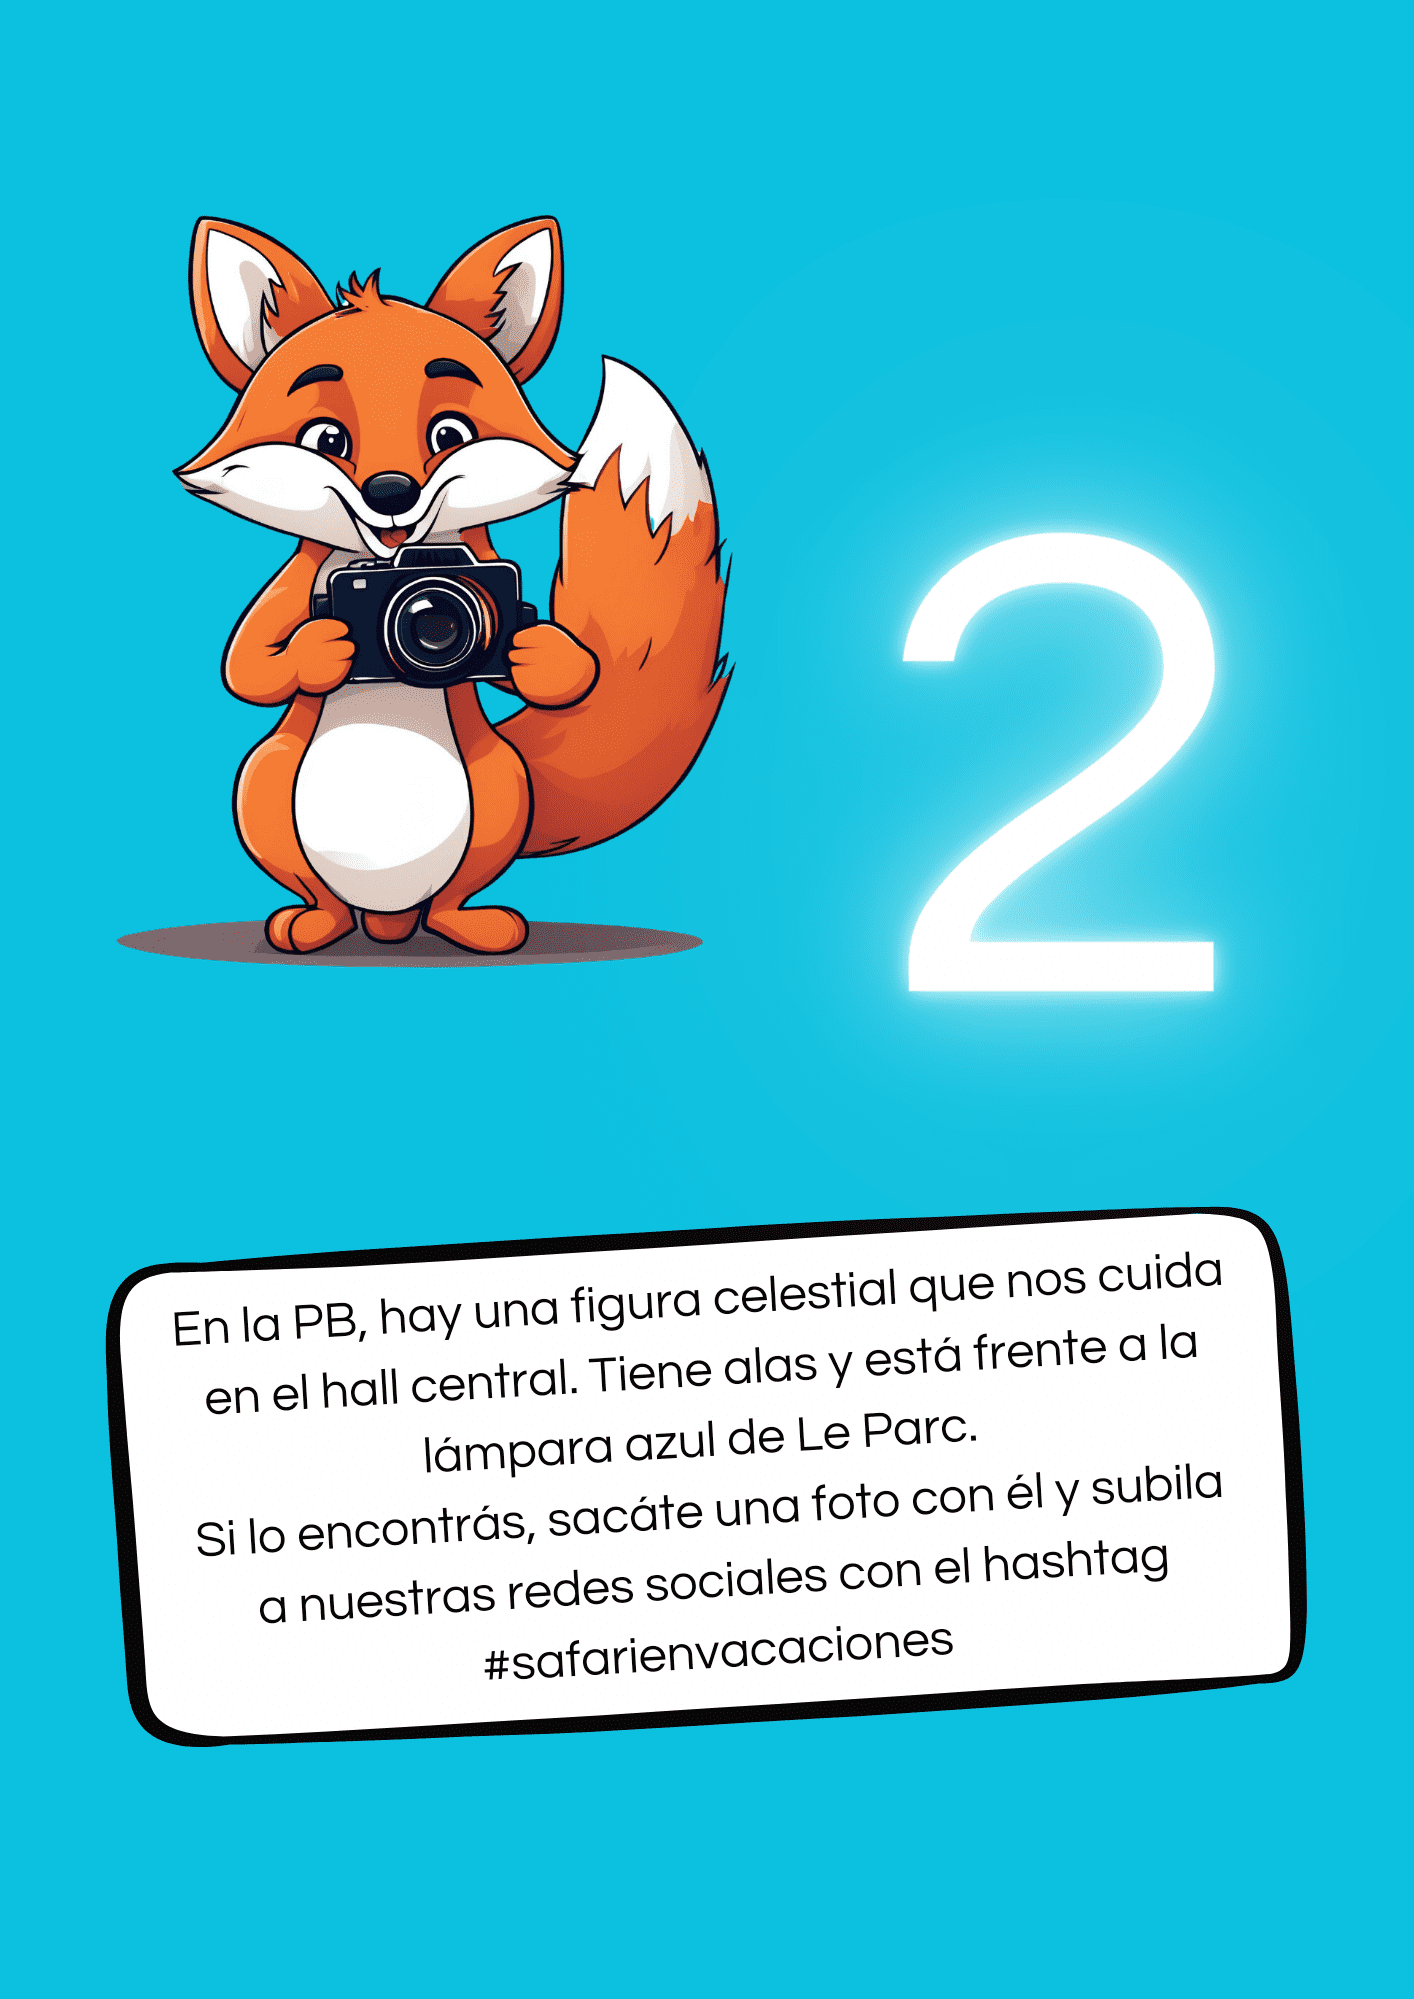 2
En la PB, hay una figura celestial que nos cuida
en el hall central. Tiene alas y está frente a la
lámpara azul de Le Parc.
Si lo encontrás, sacáte una foto con él y subila
a nuestras redes sociales con el hashtag
#safarienvacaciones